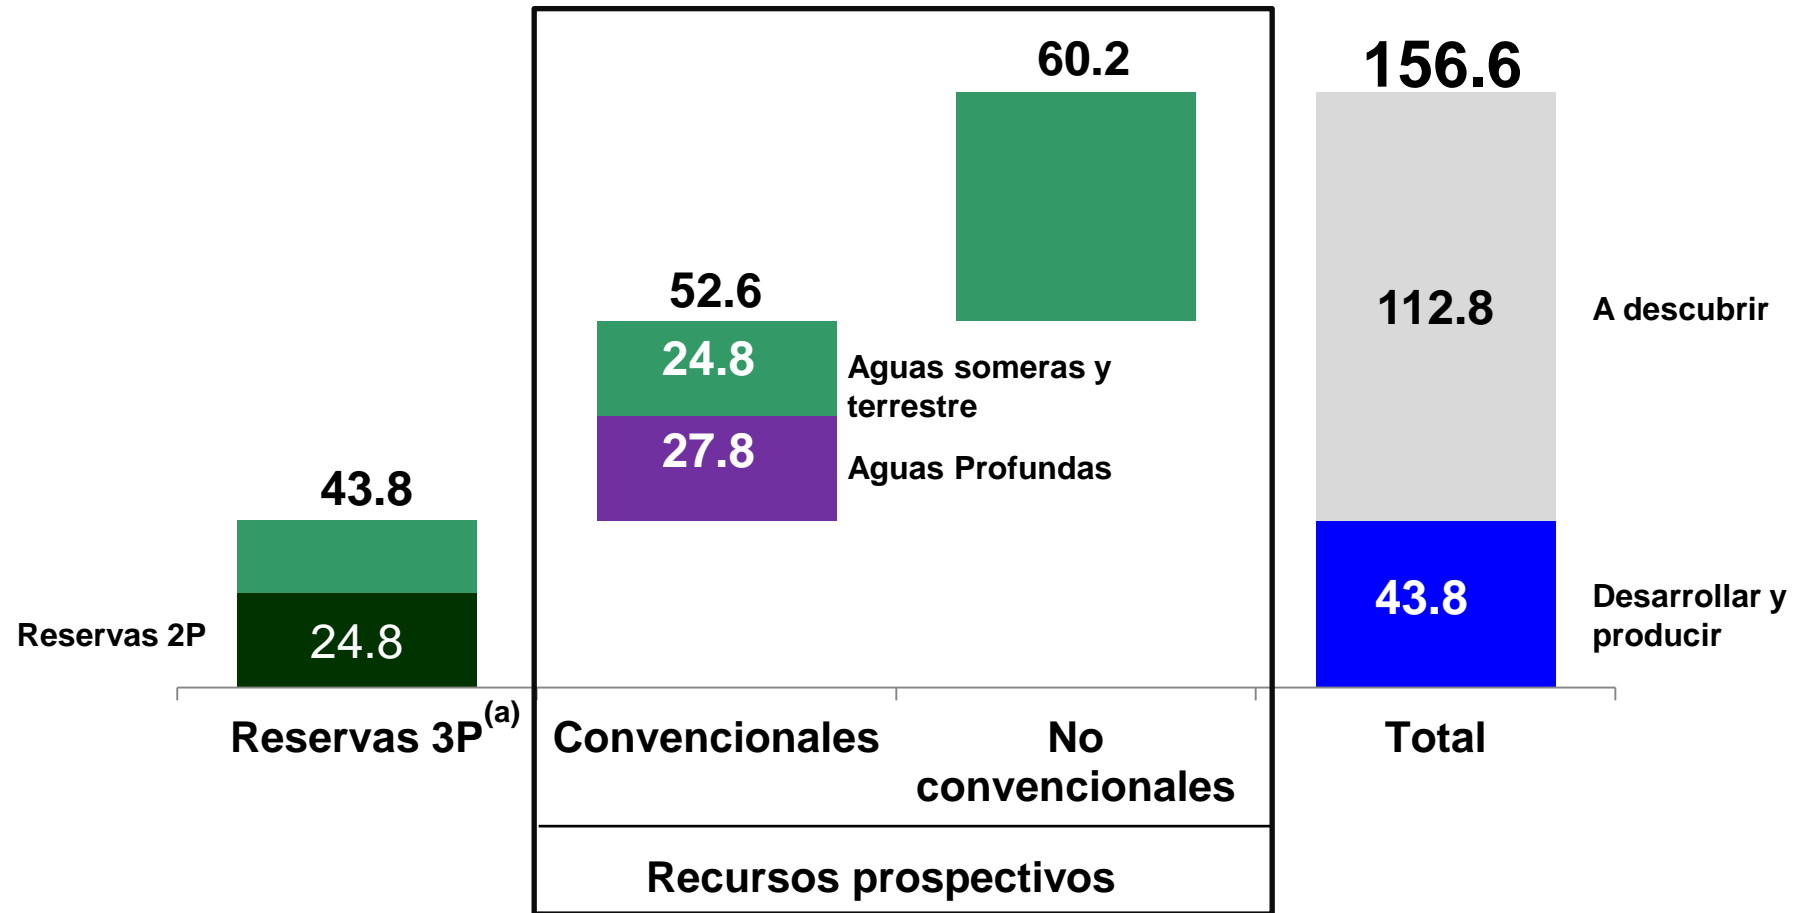 60.2
156.6
52.6
24.8
Aguas someras y
terrestre
27.8
Aguas Profundas
112.8
A descubrir
43.8
Reservas 2P
24.8
43.8
Desarrollar y
producir
Reservas 3P(a)
Convencionales
No
convencionales
Total
Recursos prospectivos